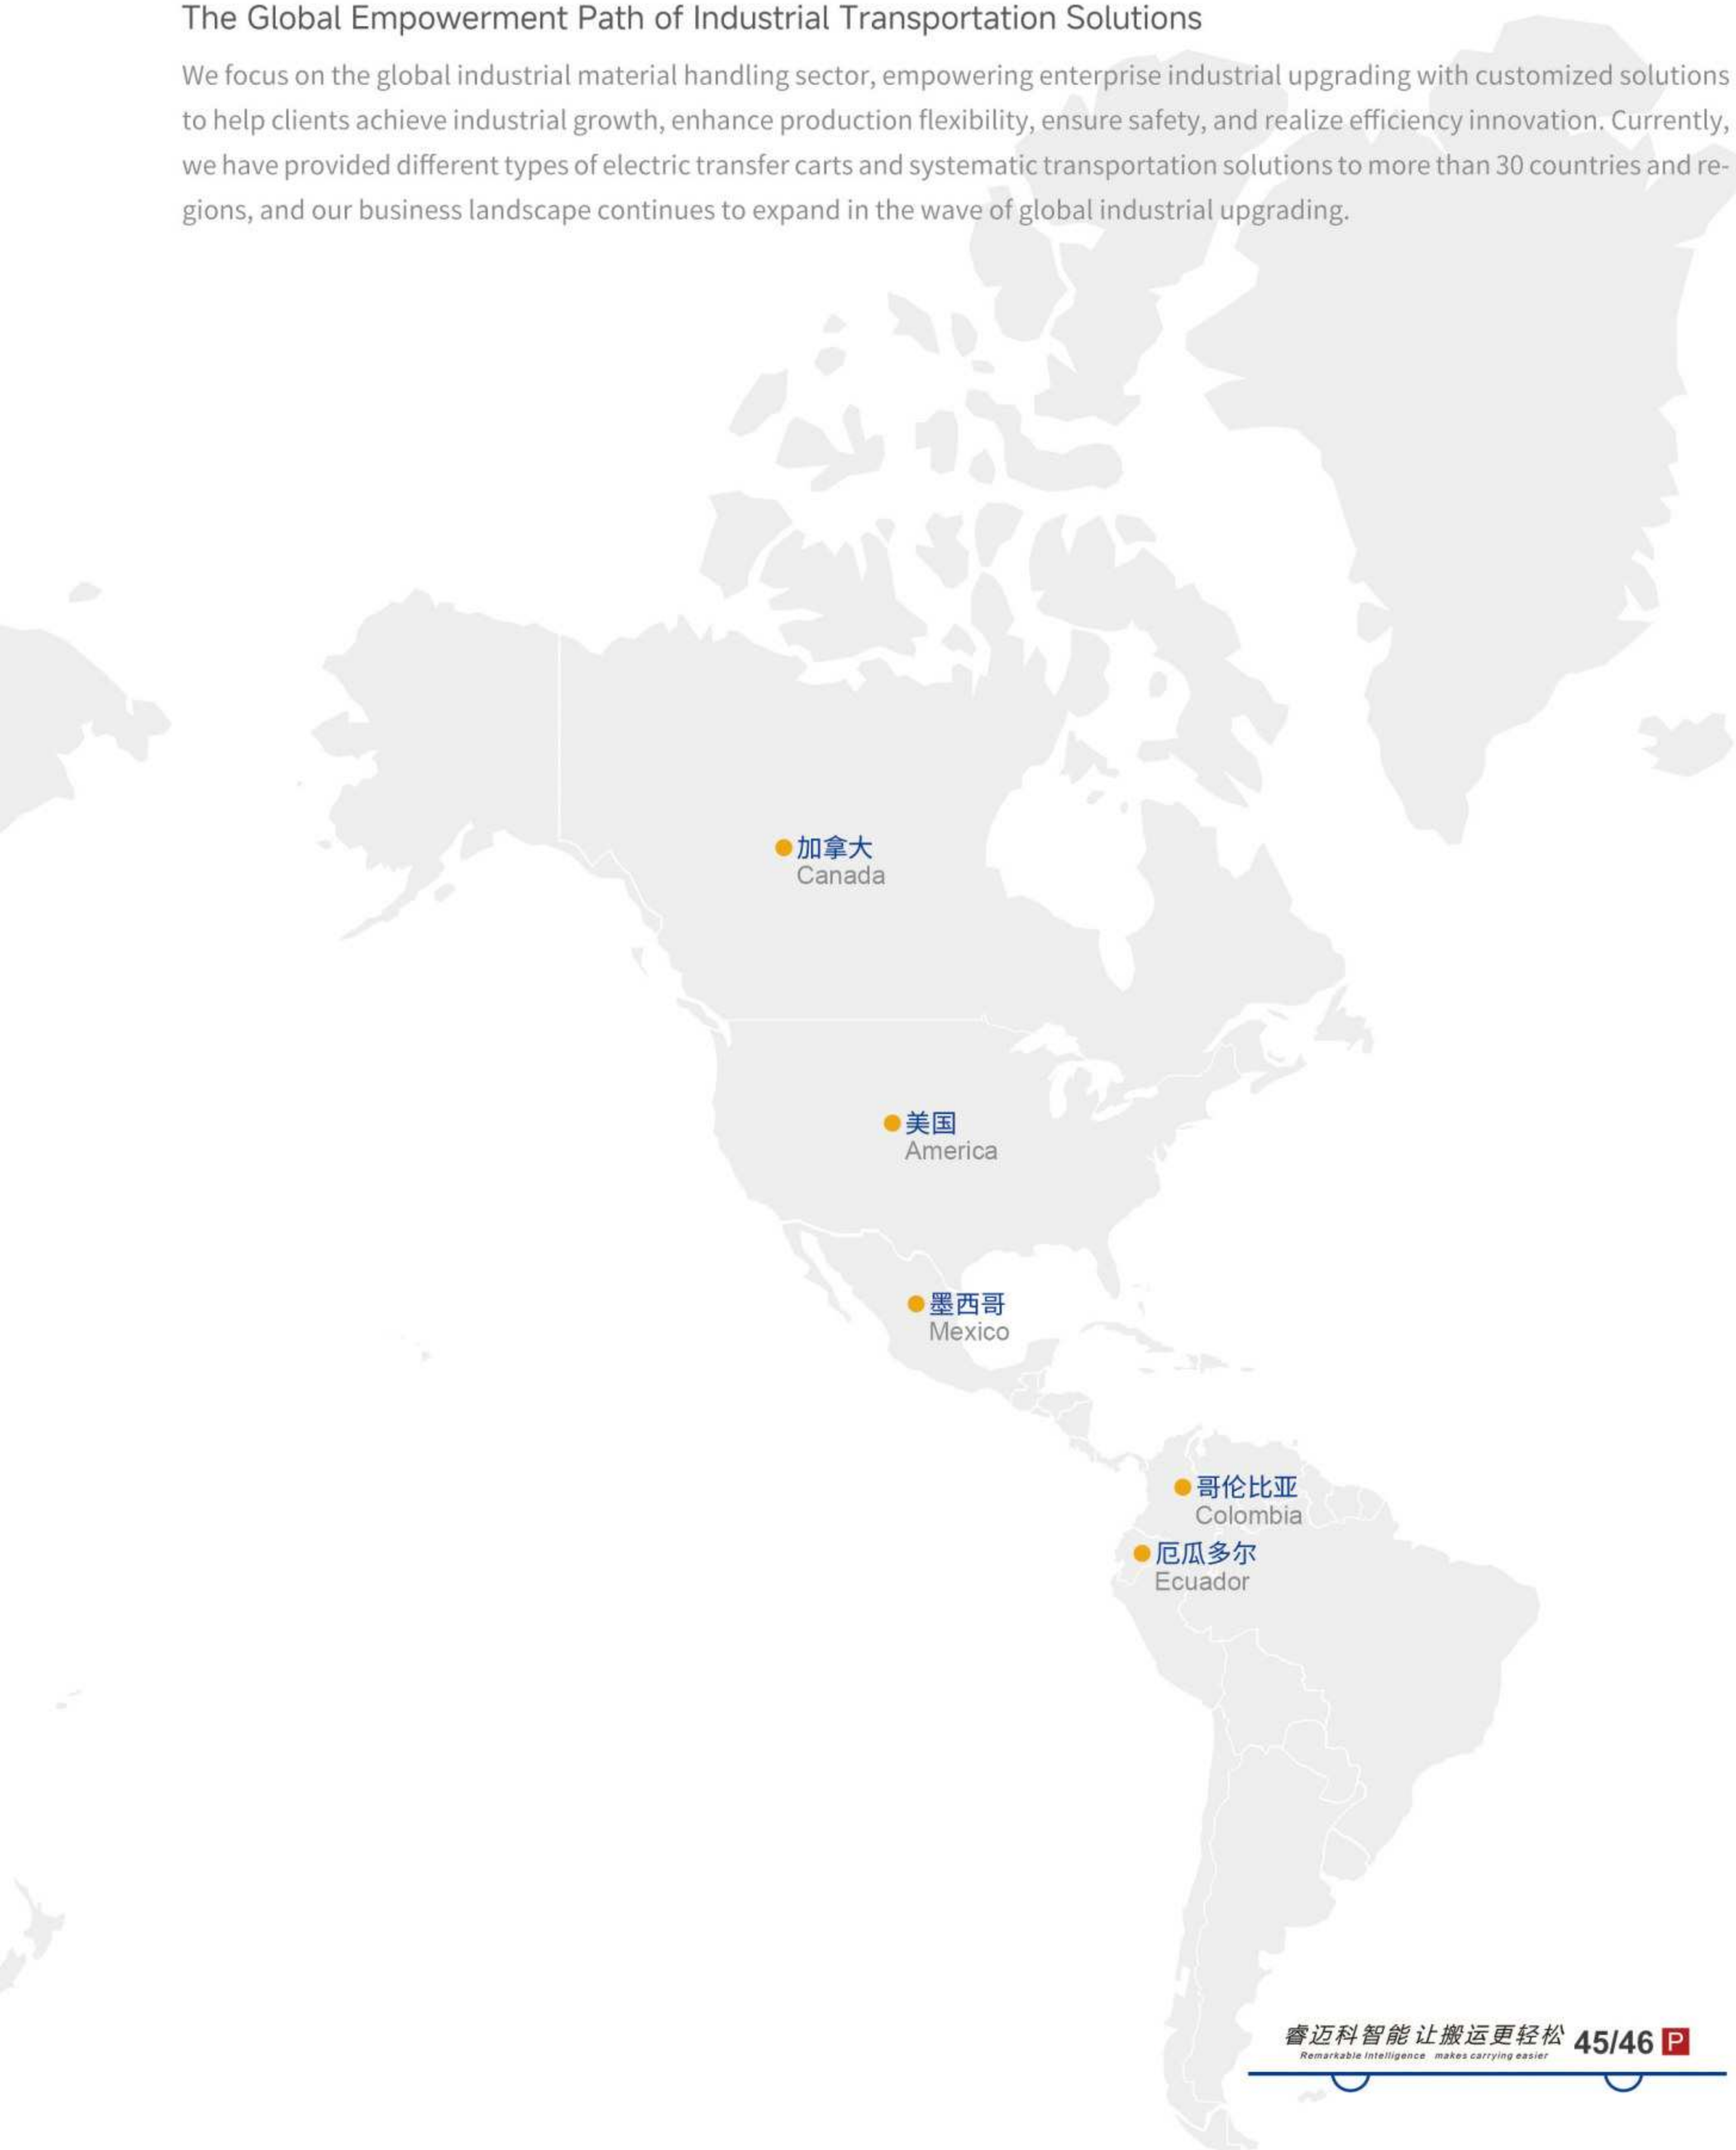 The Global Empowerment Path of Industrial Transportation Solutions
We focus on the global industrial material handling sector, empowering enterprise industrial upgrading with customized solutions
to help clients achieve industrial growth, enhance production flexibility, ensure safety, and realize efficiency innovation. Currently,
we have provided different types of electric transfer carts and systematic transportation solutions to more than 30 countries and re-
gions, and our business landscape continues to expand in the wave of global industrial upgrading.
加拿大
Canada
美国
America
墨西哥
Mexico
哥伦比亚
Colombia
厄瓜多尔
Ecuador
睿迈科智能 让搬运更轻松 45/46 P
Remarkable Intelligence makes carrying easier